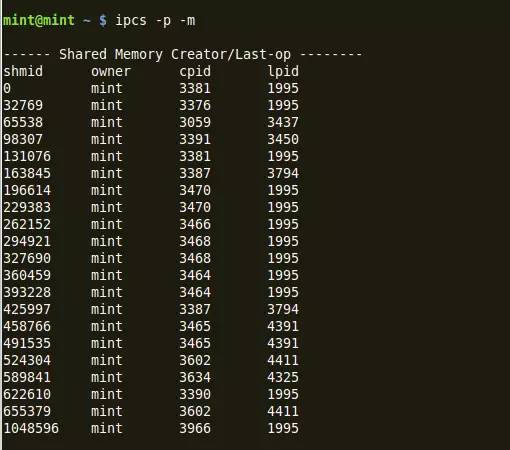 mint@mint ~ $ ipcs -p -m
------ Shared Memory Creator/Last-op --------
shmid owner cpid lpid
0 mint 3381 1995
32769 mint 3376 1995
65538 mint 3059 3437
98307 mint 3391 3450
131076 mint 3381 1995
163845 mint 3387 3794
196614 mint 3470 1995
229383 mint 3470 1995
262152 mint 3466 1995
294921 mint 3468 1995
327690 mint 3468 1995
360459 mint 3464 1995
393228 mint 3464 1995
425997 mint 3387 3794
458766 mint 3465 4391
491535 mint 3465 4391
524304 mint 3602 4411
589841 mint 3634 4325
622610 mint 3390 1995
655379 mint 3602 4411
1048596 mint 3966 1995